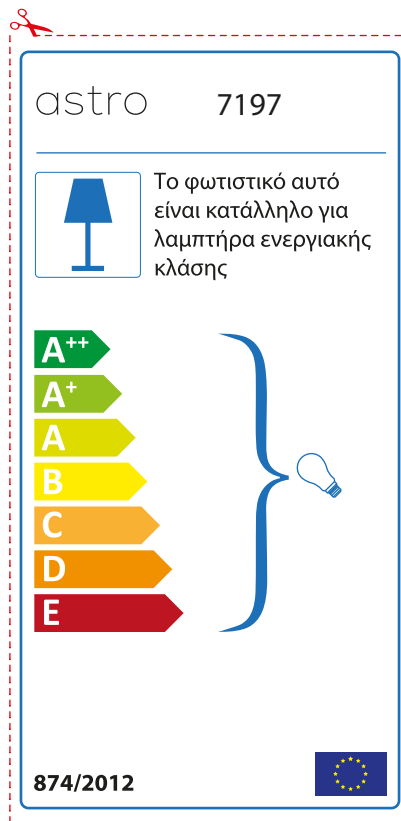 astro 7197
Το φωτιστικό αυτό
είναι κατάλληλο για
λαμπτήρα ενεργιακής
κλάσης
A++
A+
A
B
C
D
E
874/2012